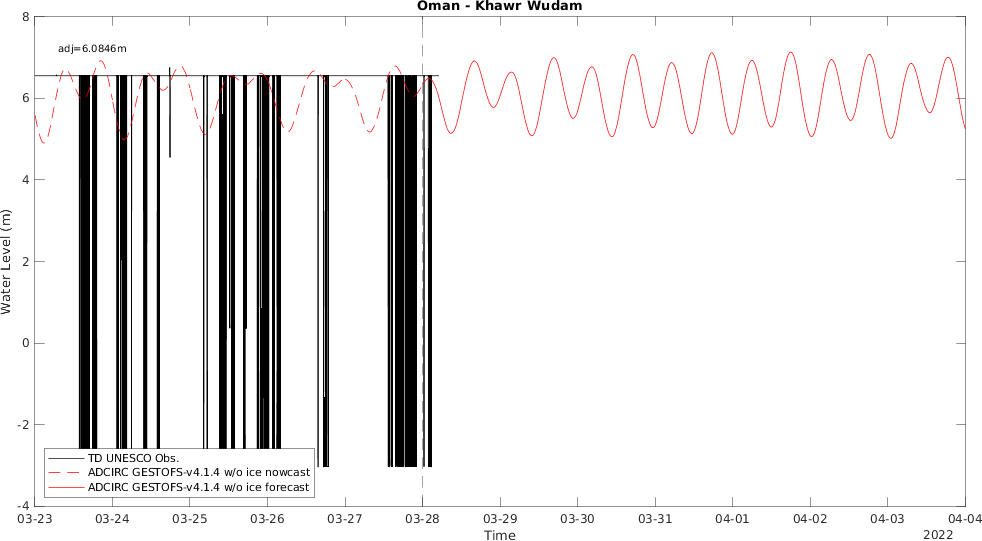 Oman - Khawr Wudam
adj=6.0846m
8
6
4
2
0
-2
-4
Water Level (m)
TD UNESCO Obs.
ADCIRC GESTOFS-v4.1.4 w/o ice nowcast
ADCIRC GESTOFS-v4.1.4 w/o ice forecast
03-23 03-24 03-25 03-26 03-27 03-28 03-29 03-30 03-31 04-01 04-02 04-03 04-04
Time
2022